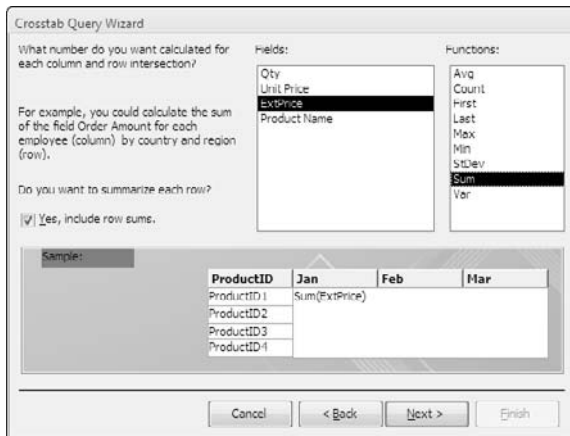 Crosstab Query Wizard
What number do you want calculated for
each column and row intersection?
For example, you could calculate the sum
of the field Order Amount for each
employee (column) by country and region
(row).
Do you want to summarize each row?
Yes, include row sums.
Fields:
Qty
Unit Price
ExtPrice
Product Name
Functions:
Avg
Count
First
Last
Max
Min
StDev
Sum
Var
Sample:
ProductID Jan Feb Mar
ProductID1 Sum(ExtPrice)
ProductID2
ProductID3
ProductID4
Cancel < Back Next > Finish